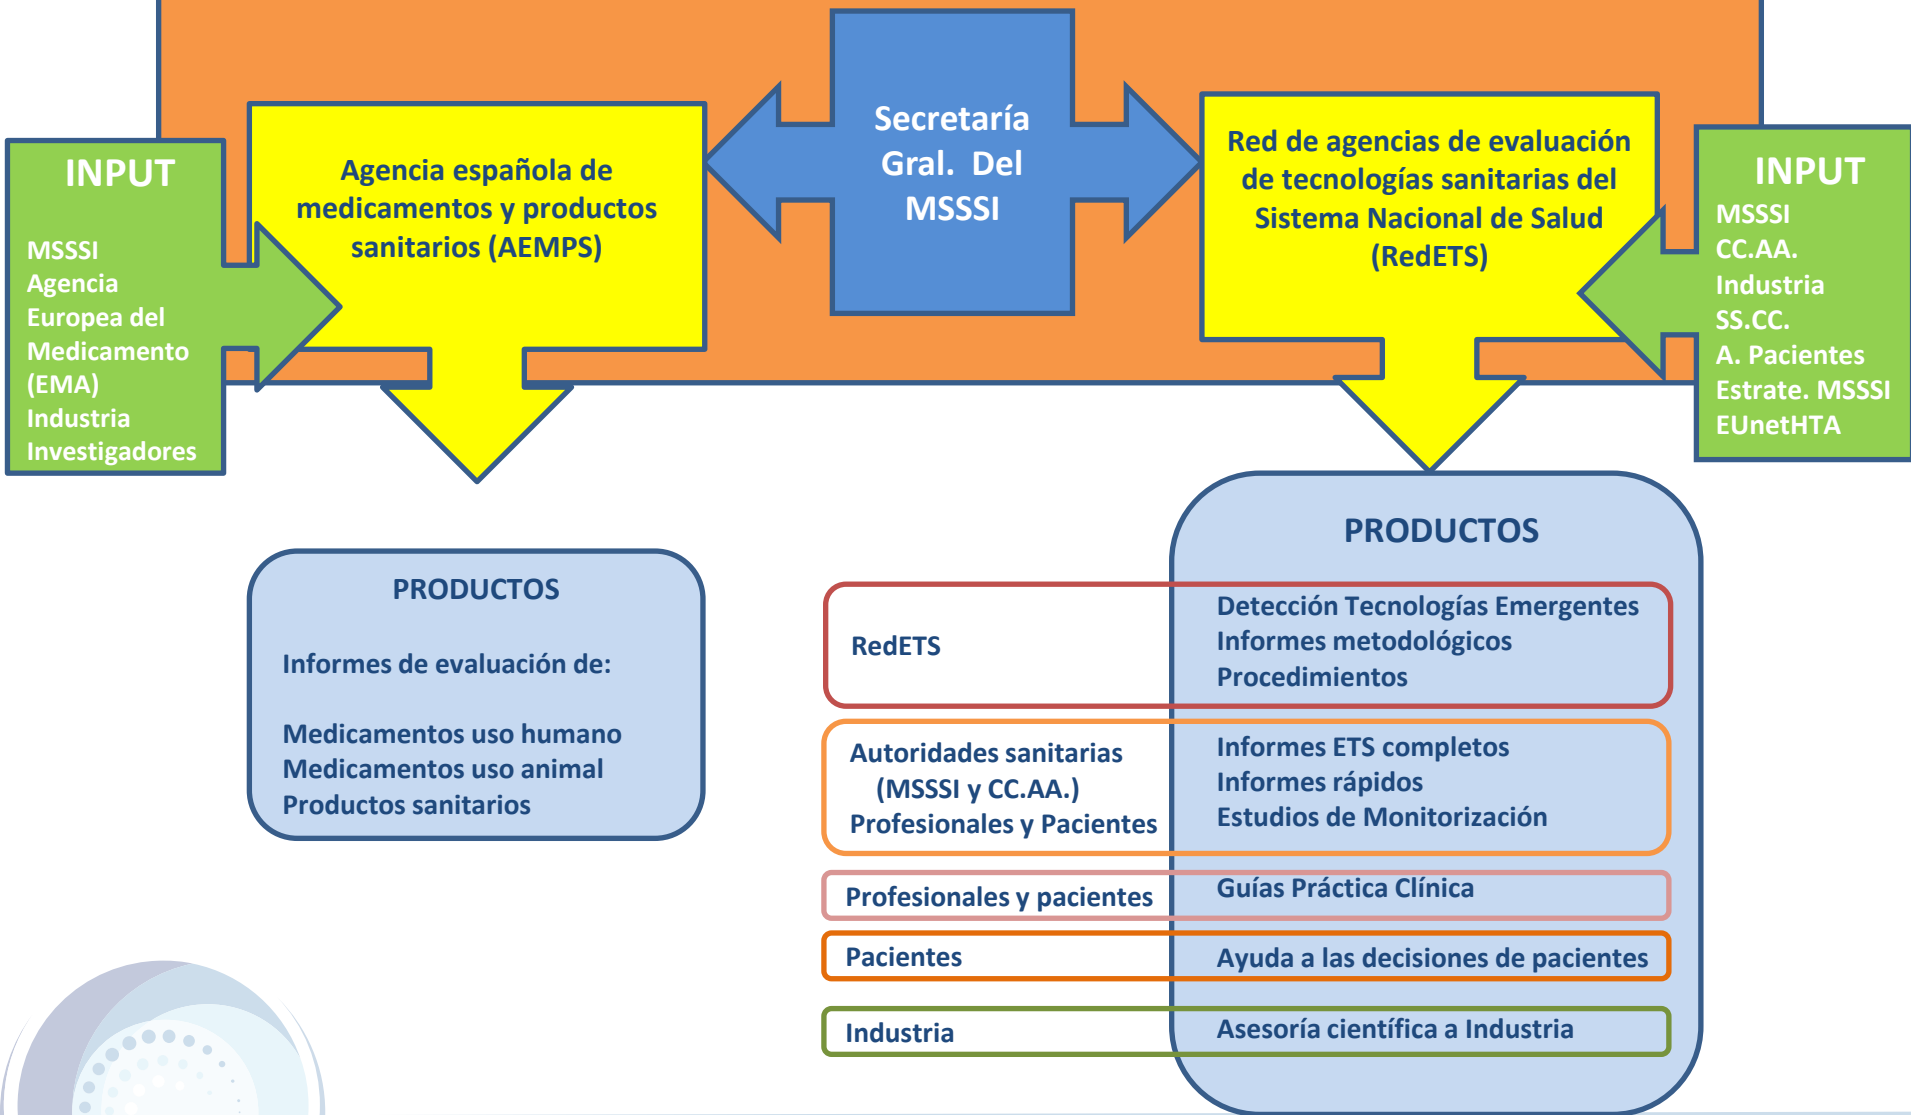 Secretaría
Gral. Del
MSSSI
INPUT
MSSSI
Agencia
Europea del
Medicamento
(EMA)
Industria
Investigadores
Agencia española de
medicamentos y productos
sanitarios (AEMPS)
Red de agencias de evaluación
de tecnologías sanitarias del
Sistema Nacional de Salud
(RedETS)
INPUT
MSSSI
CC.AA.
Industria
SS.CC.
A. Pacientes
Estrate. MSSSI
EUnetHTA
PRODUCTOS
Informes de evaluación de:
Medicamentos uso humano
Medicamentos uso animal
Productos sanitarios
PRODUCTOS
RedETS
Detección Tecnologías Emergentes
Informes metodológicos
Procedimientos
Autoridades sanitarias
(MSSSI y CC.AA.)
Profesionales y Pacientes
Informes ETS completos
Informes rápidos
Estudios de Monitorización
Profesionales y pacientes
Guías Práctica Clínica
Pacientes
Ayuda a las decisiones de pacientes
Industria
Asesoría científica a Industria